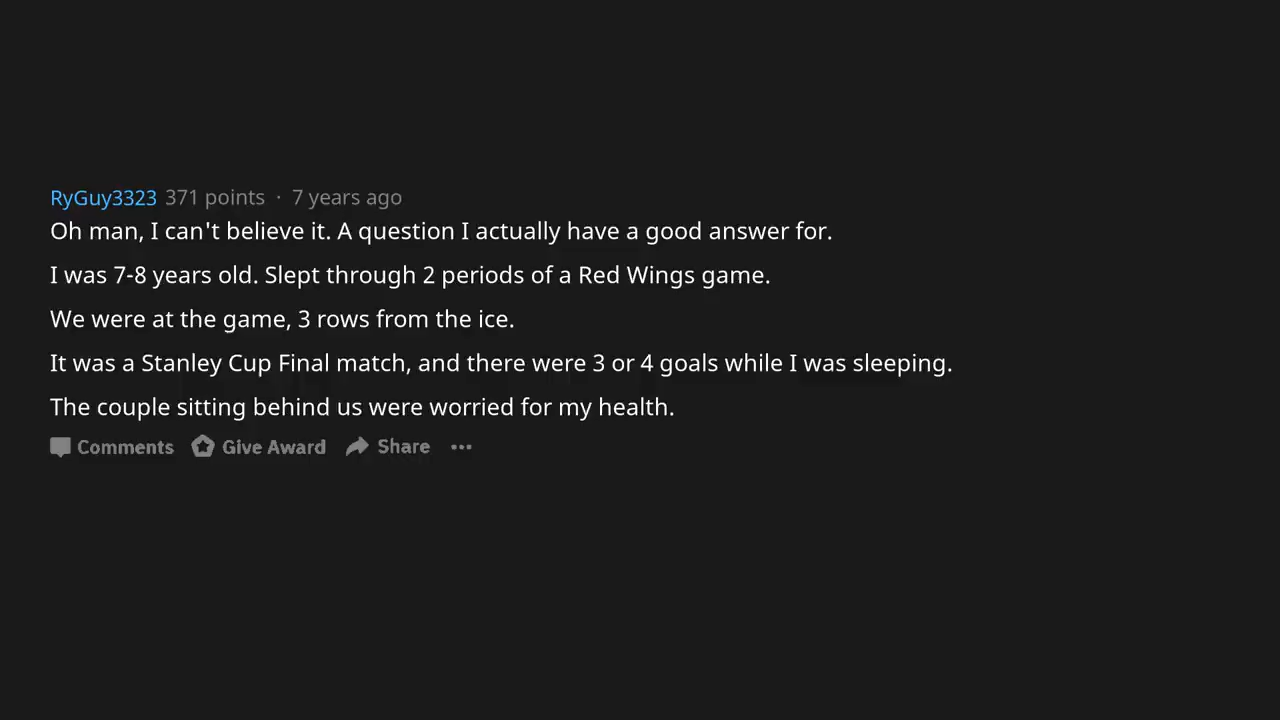 RyGuy3323 371 points · 7 years ago
Oh man, I can't believe it. A question I actually have a good answer for.
I was 7-8 years old. Slept through 2 periods of a Red Wings game.
We were at the game, 3 rows from the ice.
It was a Stanley Cup Final match, and there were 3 or 4 goals while I was sleeping.
The couple sitting behind us were worried for my health.
Comments Give Award Share ···